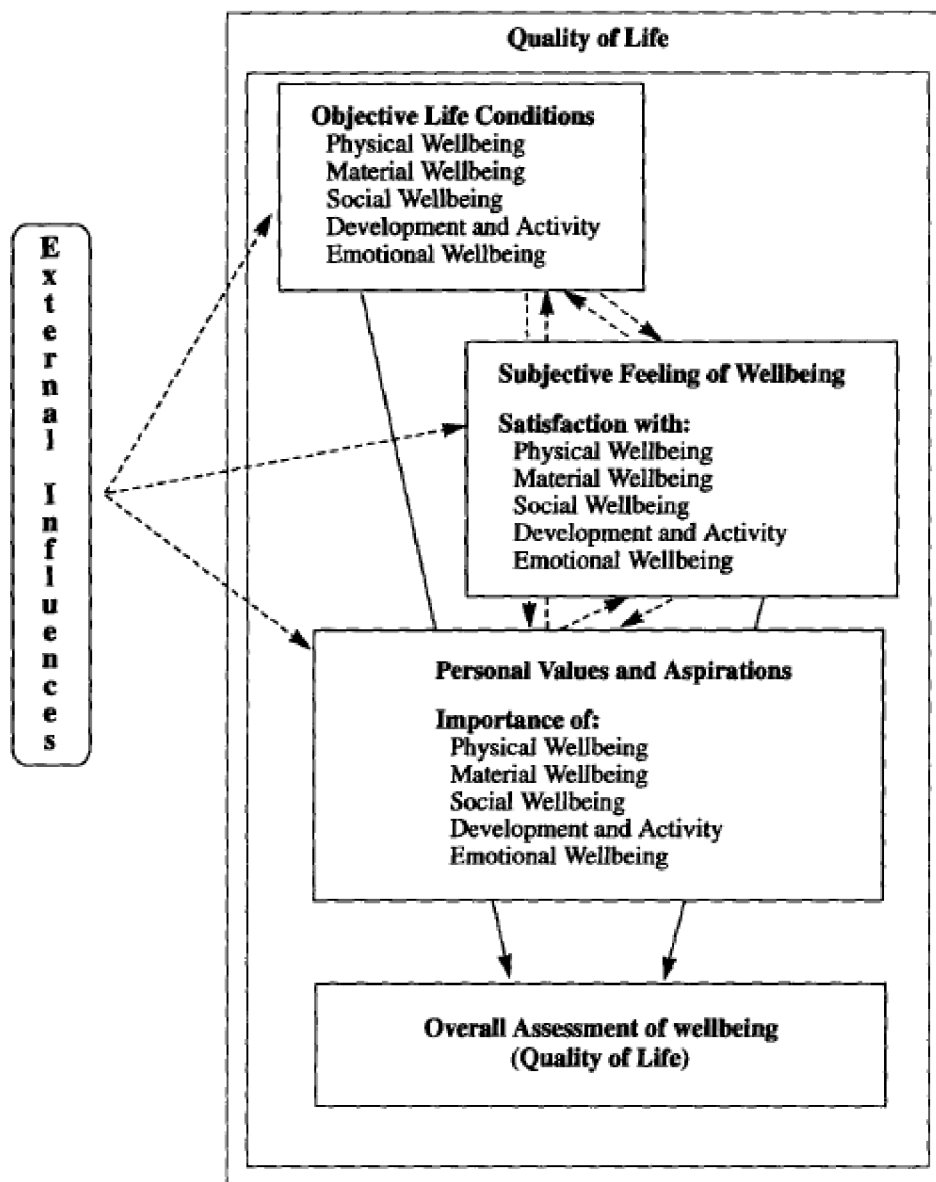 Quality of Life
Objective Life Conditions
Physical Wellbeing
Material Wellbeing
Social Wellbeing
Development and Activity
Emotional Wellbeing
External Influences
Subjective Feeling of Wellbeing
Satisfaction with:
Physical Wellbeing
Material Wellbeing
Social Wellbeing
Development and Activity
Emotional Wellbeing
Personal Values and Aspirations
Importance of:
Physical Wellbeing
Material Wellbeing
Social Wellbeing
Development and Activity
Emotional Wellbeing
Overall Assessment of wellbeing
(Quality of Life)